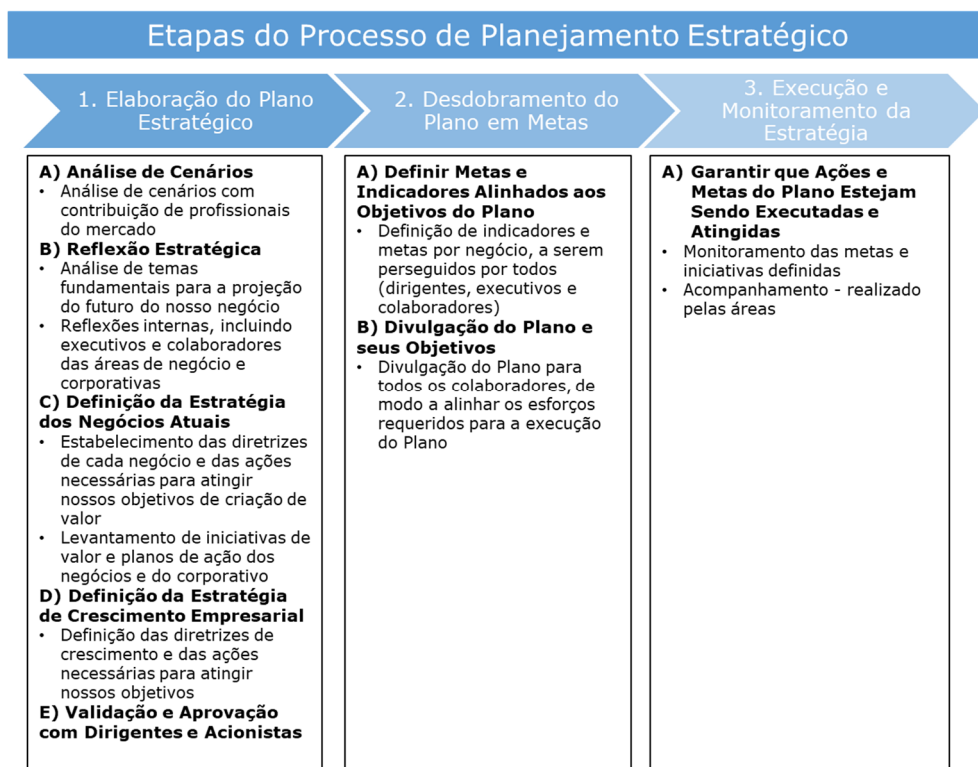 Etapas do Processo de Planejamento Estratégico
1. Elaboração do Plano
Estratégico
2. Desdobramento do
Plano em Metas
3. Execução e
Monitoramento da
Estratégia
A) Análise de Cenários
• Análise de cenários com
contribuição de profissionais
do mercado
B) Reflexão Estratégica
• Análise de temas
fundamentais para a projeção
do futuro do nosso negócio
• Reflexões internas, incluindo
executivos e colaboradores
das áreas de negócio e
corporativas
C) Definição da Estratégia
dos Negócios Atuais
• Estabelecimento das diretrizes
de cada negócio e das ações
necessárias para atingir
nossos objetivos de criação de
valor
• Levantamento de iniciativas de
valor e planos de ação dos
negócios e do corporativo
D) Definição da Estratégia
de Crescimento Empresarial
• Definição das diretrizes de
crescimento e das ações
necessárias para atingir
nossos objetivos
E) Validação e Aprovação
com Dirigentes e Acionistas
A) Definir Metas e
Indicadores Alinhados aos
Objetivos do Plano
• Definição de indicadores e
metas por negócio, a serem
perseguidos por todos
(dirigentes, executivos e
colaboradores)
B) Divulgação do Plano e
seus Objetivos
• Divulgação do Plano para
todos os colaboradores, de
modo a alinhar os esforços
requeridos para a execução
do Plano
A) Garantir que Ações e
Metas do Plano Estejam
Sendo Executadas e
Atingidas
• Monitoramento das metas e
iniciativas definidas
• Acompanhamento - realizado
pelas áreas